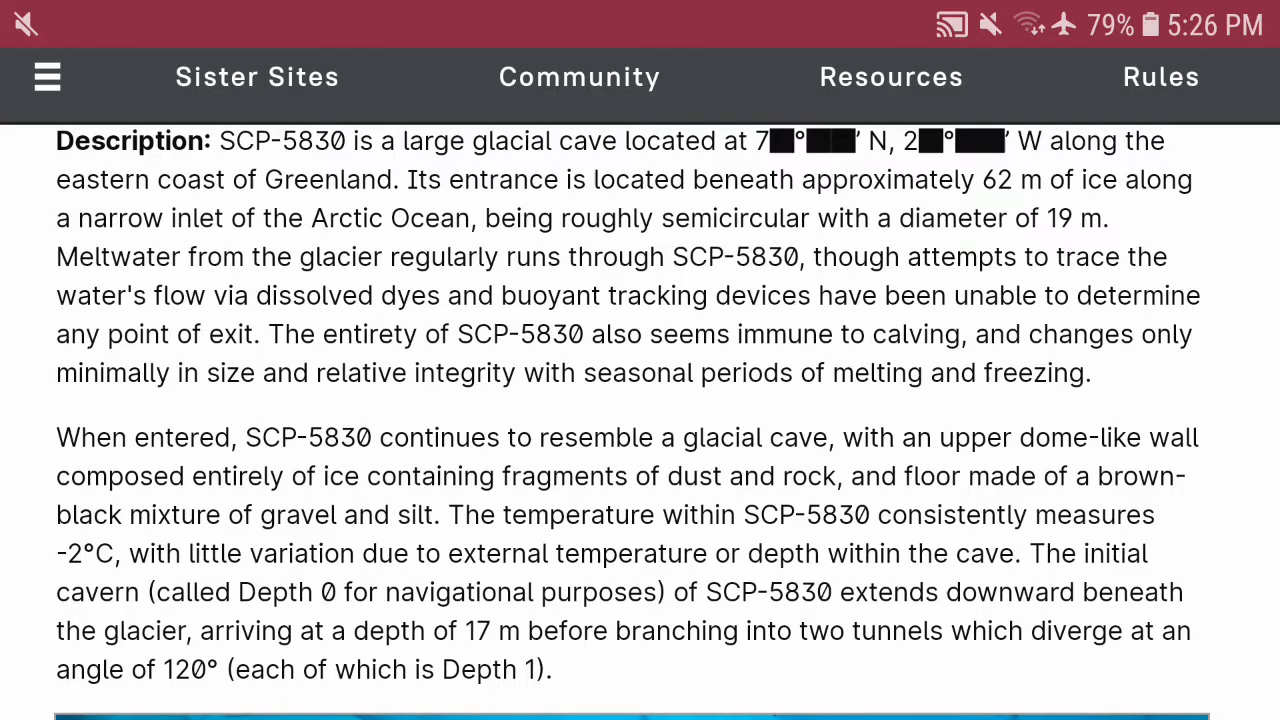 79% 5:26 PM
Sister Sites Community Resources Rules
Description: SCP-5830 is a large glacial cave located at 7█°██′ N, 2█°██′ W along the
eastern coast of Greenland. Its entrance is located beneath approximately 62 m of ice along
a narrow inlet of the Arctic Ocean, being roughly semicircular with a diameter of 19 m.
Meltwater from the glacier regularly runs through SCP-5830, though attempts to trace the
water's flow via dissolved dyes and buoyant tracking devices have been unable to determine
any point of exit. The entirety of SCP-5830 also seems immune to calving, and changes only
minimally in size and relative integrity with seasonal periods of melting and freezing.
When entered, SCP-5830 continues to resemble a glacial cave, with an upper dome-like wall
composed entirely of ice containing fragments of dust and rock, and floor made of a brown-
black mixture of gravel and silt. The temperature within SCP-5830 consistently measures
-2°C, with little variation due to external temperature or depth within the cave. The initial
cavern (called Depth 0 for navigational purposes) of SCP-5830 extends downward beneath
the glacier, arriving at a depth of 17 m before branching into two tunnels which diverge at an
angle of 120° (each of which is Depth 1).